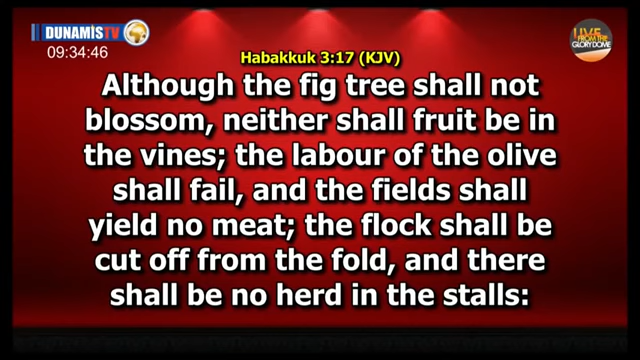 DUNAMIS TV
09:34:46
LIVE
FROM THE
GLORY DOME
Habakkuk 3:17 (KJV)
Although the fig tree shall not
blossom, neither shall fruit be in
the vines; the labour of the olive
shall fail, and the fields shall
yield no meat; the flock shall be
cut off from the fold, and there
shall be no herd in the stalls: